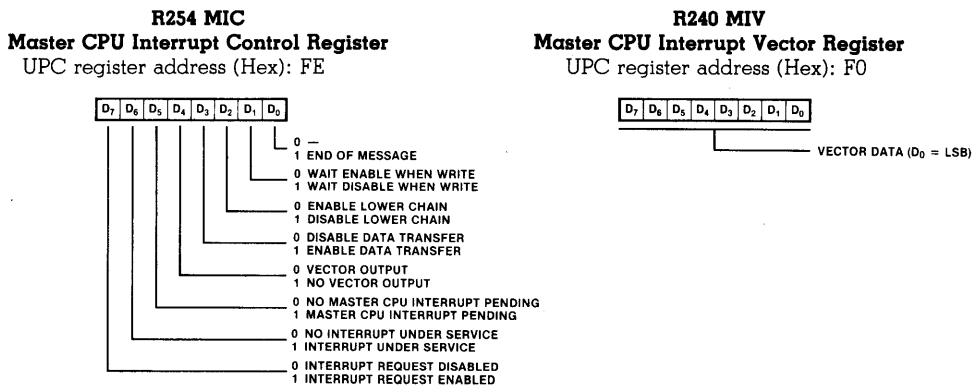 R254 MIC
Master CPU Interrupt Control Register
UPC register address (Hex): FE
D7 D6 D5 D4 D3 D2 D1 D0
0 —
1 END OF MESSAGE
0 WAIT ENABLE WHEN WRITE
1 WAIT DISABLE WHEN WRITE
0 ENABLE LOWER CHAIN
1 DISABLE LOWER CHAIN
0 DISABLE DATA TRANSFER
1 ENABLE DATA TRANSFER
0 VECTOR OUTPUT
1 NO VECTOR OUTPUT
0 NO MASTER CPU INTERRUPT PENDING
1 MASTER CPU INTERRUPT PENDING
0 NO INTERRUPT UNDER SERVICE
1 INTERRUPT UNDER SERVICE
0 INTERRUPT REQUEST DISABLED
1 INTERRUPT REQUEST ENABLED
R240 MIV
Master CPU Interrupt Vector Register
UPC register address (Hex): F0
D7 D6 D5 D4 D3 D2 D1 D0
VECTOR DATA (D0 = LSB)